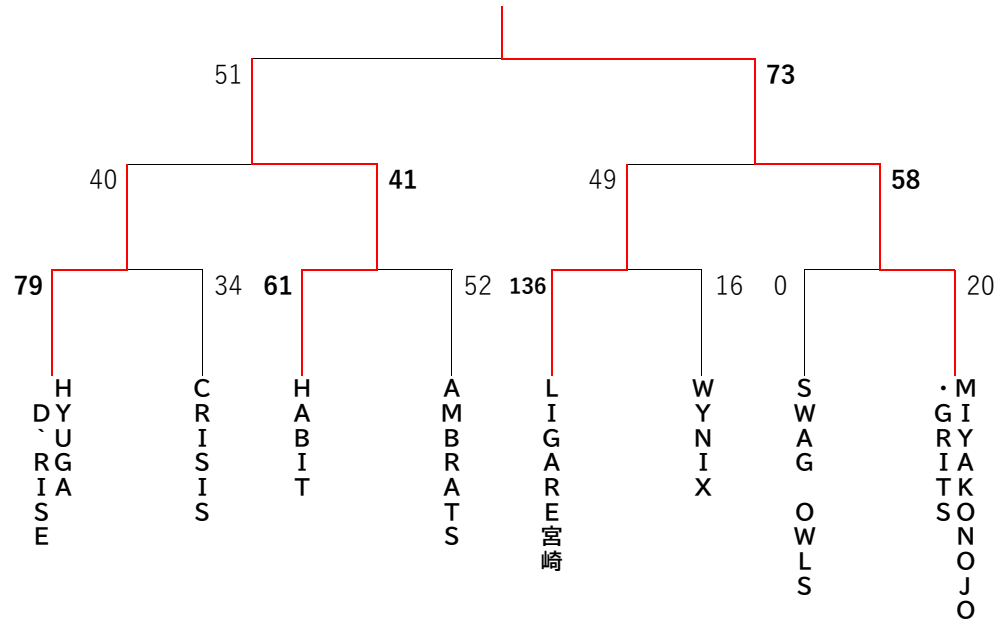 51
73
40
41
49
58
79
34
61
52
136
16
0
20
HYUGA
D`RISE
CRISIS
HABIT
AMBRATS
LIGARE宮崎
WYNIX
SWAG OWLS
MIYAKONOJO
・GRITS